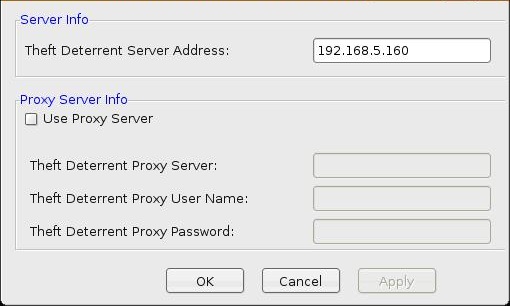 Server Info
Theft Deterrent Server Address: 192.168.5.160
Proxy Server Info
Use Proxy Server
Theft Deterrent Proxy Server:
Theft Deterrent Proxy User Name:
Theft Deterrent Proxy Password:
OK Cancel Apply